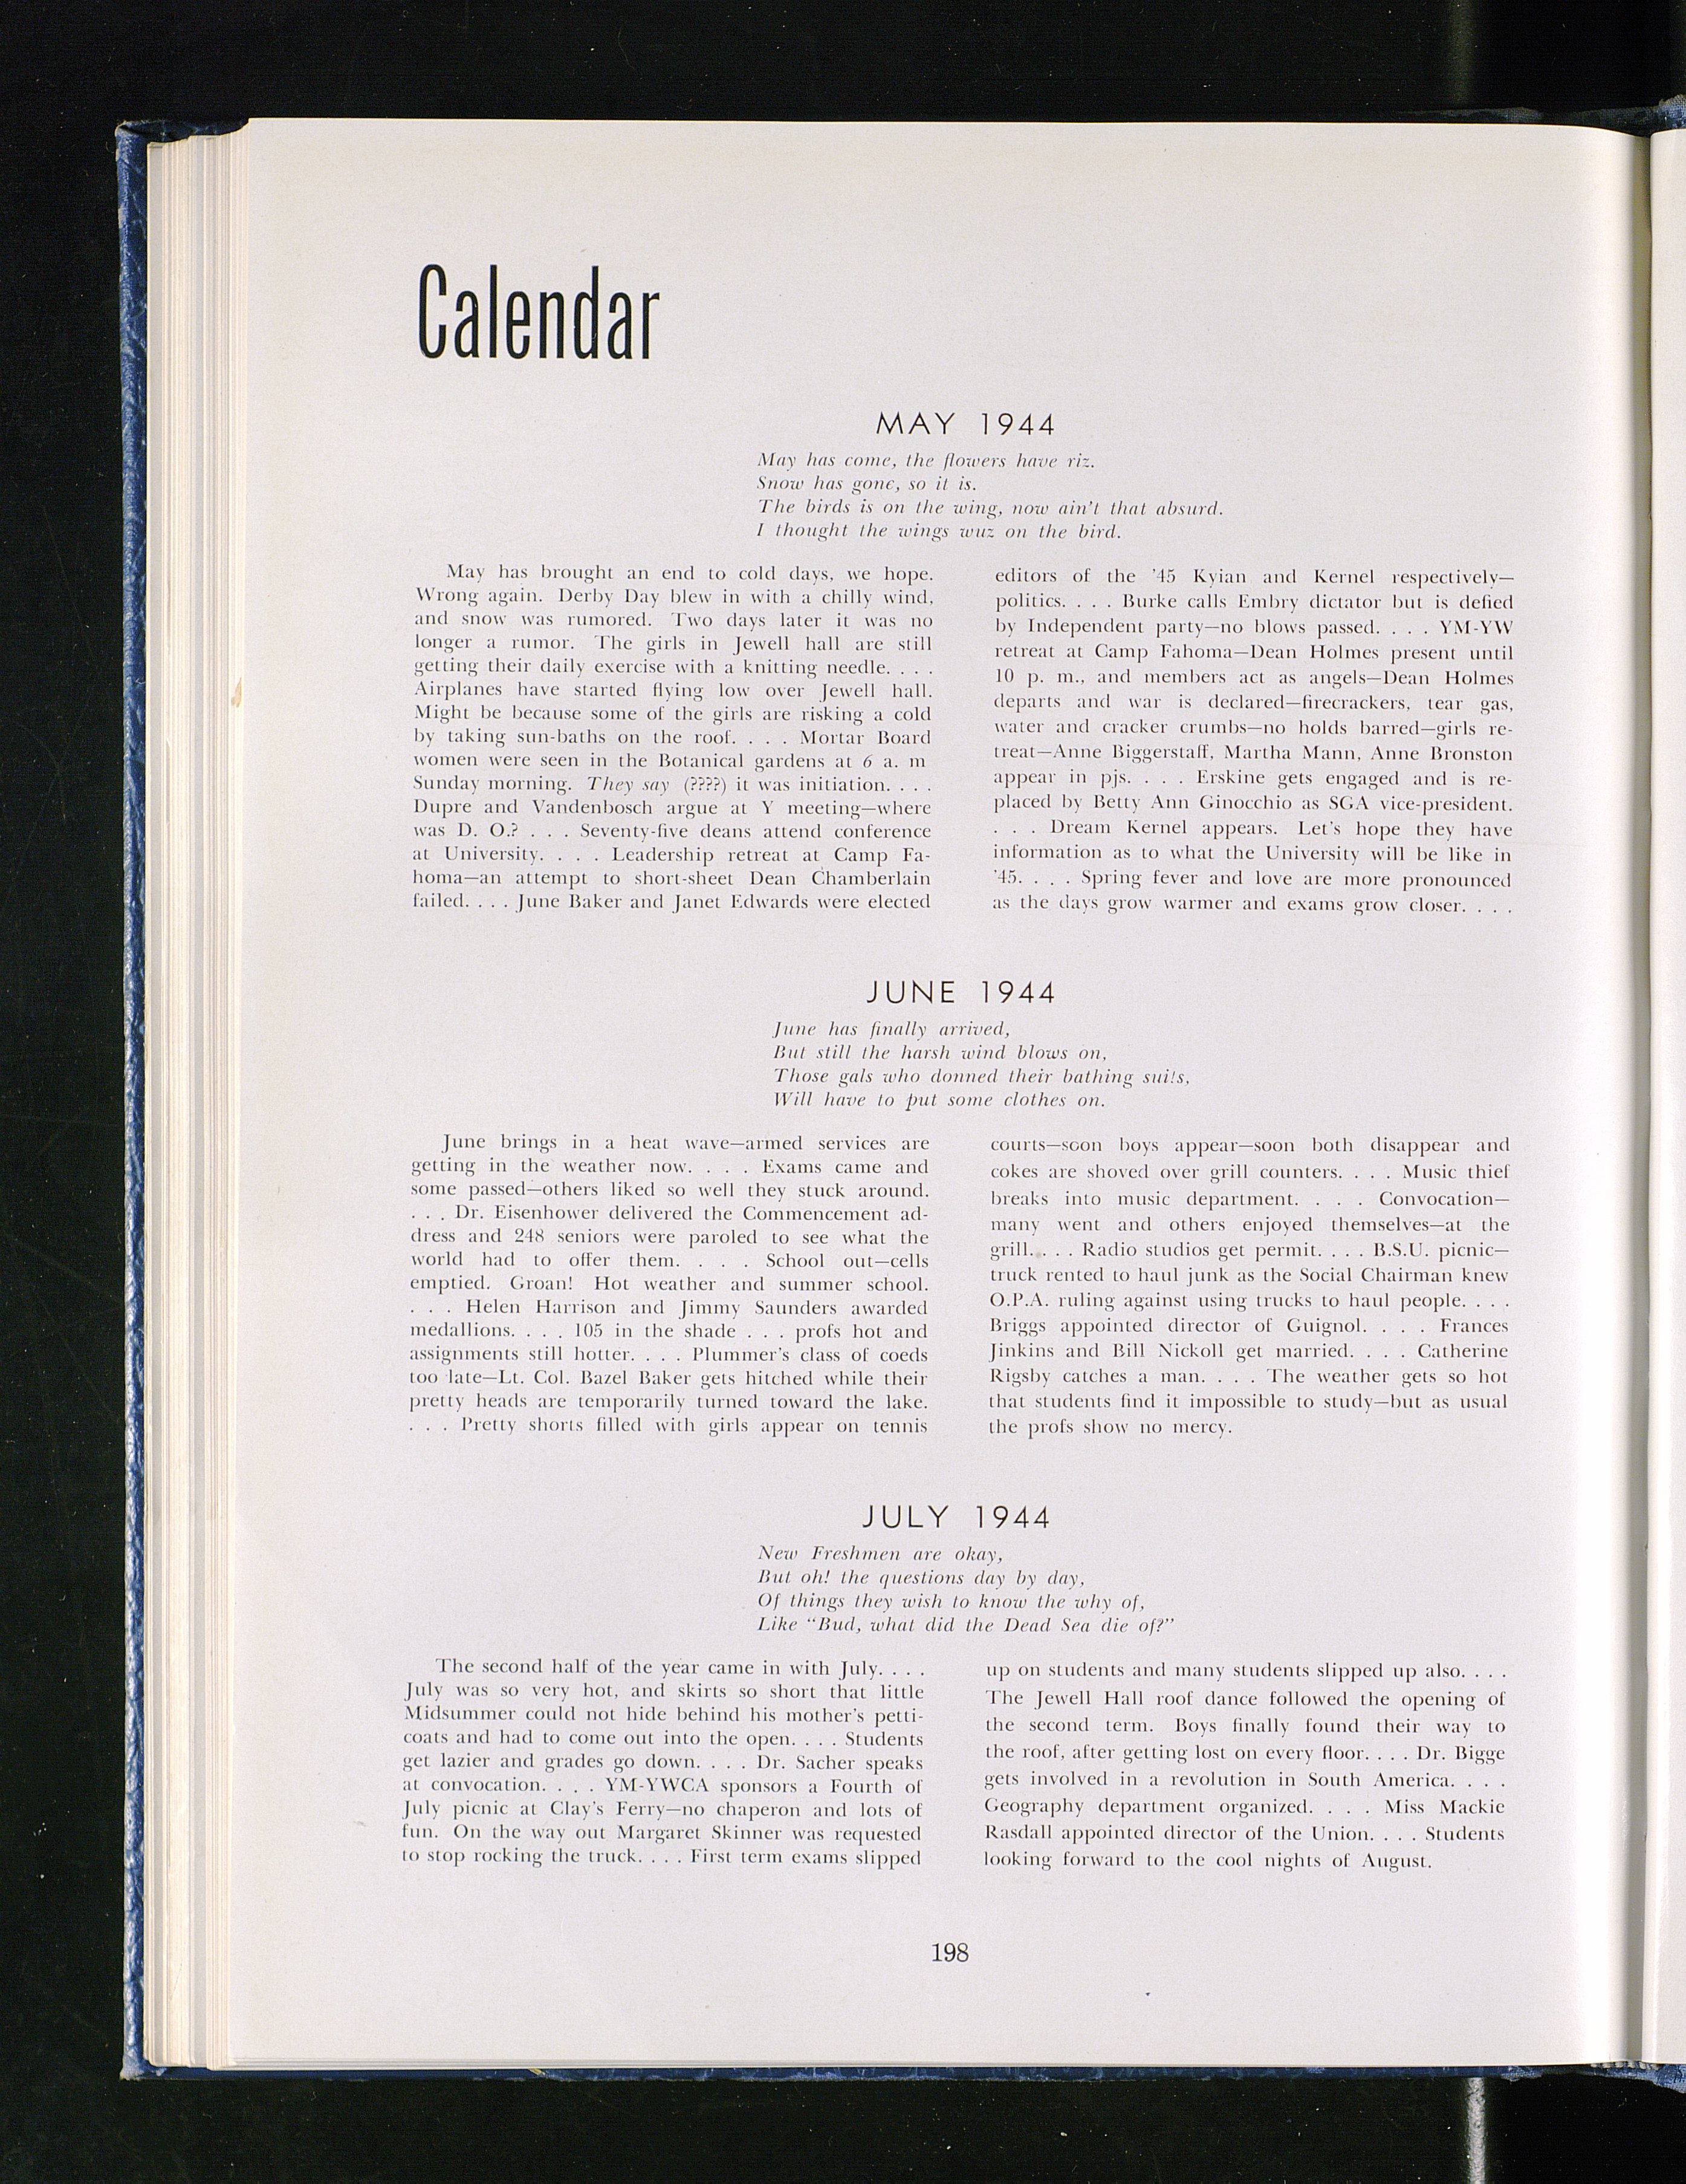 Calendar
MAY 1944
May has come, the flowers have riz.
Snow has gone, so it is.
The birds is on the wing, now ain't that absurd.
I thought the wings wuz on the bird.
May has brought an end to cold days, we hope.
Wrong again. Derby Day blew in with a chilly wind,
and snow was rumored. Two days later it was no
longer a rumor. The girls in Jewell hall are still
getting their daily exercise with a knitting needle. . . .
Airplanes have started flying low over Jewell hall.
Might be because some of the girls are risking a cold
by taking sun-baths on the roof. . . . Mortar Board
women were seen in the Botanical gardens at 6 a. m
Sunday morning. They say (????) it was initiation. . . .
Dupre and Vandenbosch argue at Y meeting—where
was D. O.? . . . Seventy-five deans attend conference
at University. . . . Leadership retreat at Camp Fa-
homa—an attempt to short-sheet Dean Chamberlain
failed. . . . June Baker and Janet Edwards were elected
editors of the '45 Kyian and Kernel respectively—
politics. . . . Burke calls Embry dictator but is defied
by Independent party—no blows passed. . . . YM-YW
retreat at Camp Fahoma—Dean Holmes present until
10 p. m., and members act as angels—Dean Holmes
departs and war is declared—firecrackers, tear gas,
water and cracker crumbs—no holds barred—girls re-
treat—Anne Biggerstaff, Martha Mann, Anne Bronston
appear in pjs. . . . Erskine gets engaged and is re-
placed by Betty Ann Ginocchio as SGA vice-president.
. . . Dream Kernel appears. Let's hope they have
information as to what the University will be like in
'45. . . . Spring fever and love are more pronounced
as the days grow warmer and exams grow closer. . . .
JUNE 1944
June has finally arrived,
But still the harsh wind blows on,
Those gals who donned their bathing suits,
Will have to put some clothes on.
June brings in a heat wave—armed services are
getting in the weather now. . . . Exams came and
some passed—others liked so well they stuck around.
. . . Dr. Eisenhower delivered the Commencement ad-
dress and 248 seniors were paroled to see what the
world had to offer them. . . . School out—cells
emptied. Groan! Hot weather and summer school.
. . . Helen Harrison and Jimmy Saunders awarded
medallions. . . . 105 in the shade . . . profs hot and
assignments still hotter. . . . Plummer's class of coeds
too late—Lt. Col. Bazel Baker gets hitched while their
pretty heads are temporarily turned toward the lake.
. . . Pretty shorts filled with girls appear on tennis
courts—soon boys appear—soon both disappear and
cokes are shoved over grill counters. . . . Music thief
breaks into music department. . . . Convocation—
many went and others enjoyed themselves—at the
grill. . . . Radio studios get permit. . . . B.S.U. picnic—
truck rented to haul junk as the Social Chairman knew
O.P.A. ruling against using trucks to haul people. . . .
Briggs appointed director of Guignol. . . . Frances
Jinkins and Bill Nickoll get married. . . . Catherine
Rigsby catches a man. . . . The weather gets so hot
that students find it impossible to study—but as usual
the profs show no mercy.
JULY 1944
New Freshmen are okay,
But oh! the questions day by day,
Of things they wish to know the why of,
Like "Bud, what did the Dead Sea die of?"
The second half of the year came in with July. . . .
July was so very hot, and skirts so short that little
Midsummer could not hide behind his mother's petti-
coats and had to come out into the open. . . . Students
get lazier and grades go down. . . . Dr. Sacher speaks
at convocation. . . . YM-YWCA sponsors a Fourth of
July picnic at Clay's Ferry—no chaperon and lots of
fun. On the way out Margaret Skinner was requested
to stop rocking the truck. . . . First term exams slipped
up on students and many students slipped up also. . . .
The Jewell Hall roof dance followed the opening of
the second term. Boys finally found their way to
the roof, after getting lost on every floor. . . . Dr. Bigge
gets involved in a revolution in South America. . . .
Geography department organized. . . . Miss Mackie
Rasdall appointed director of the Union. . . . Students
looking forward to the cool nights of August.
198